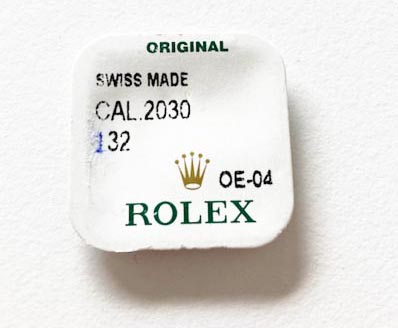 ORIGINAL
SWISS MADE
CAL.2030
132
OE-04
ROLEX